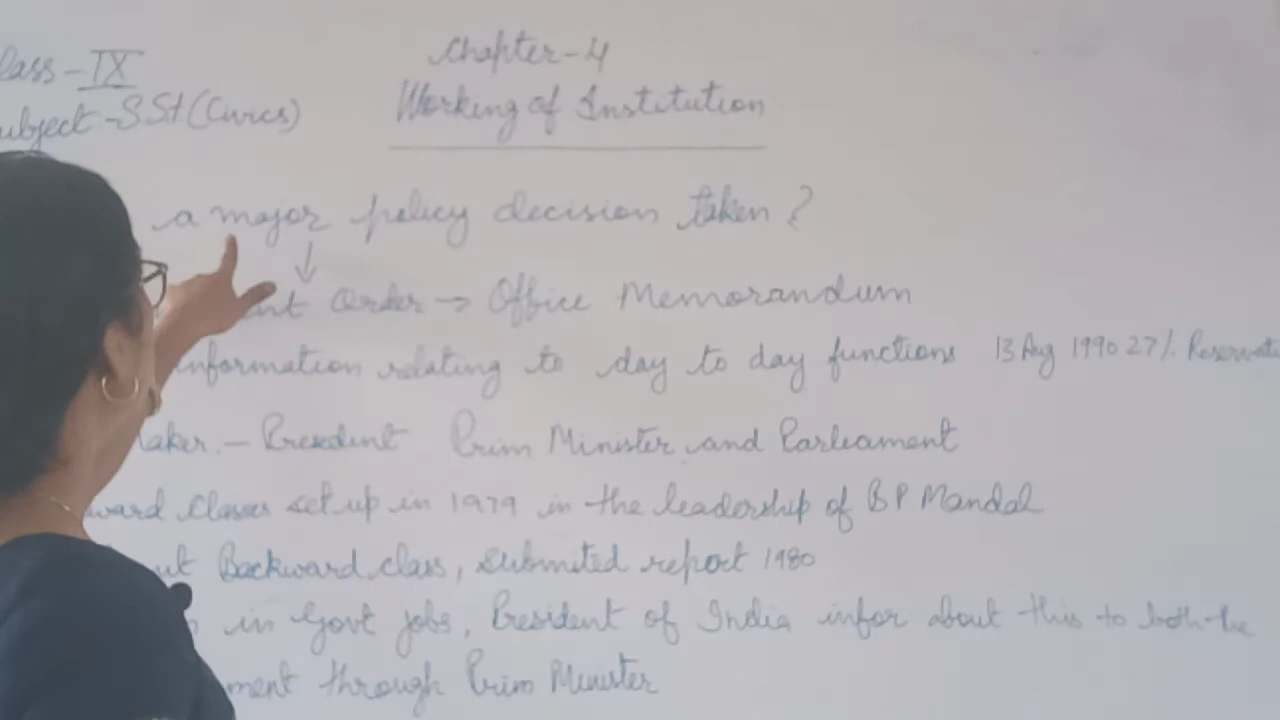 lass - IX
Chapter-4
ubject - SSt (Civics)
Working of Institution
a major policy decision taken ?
nt Order → Office Memorandum
information relating to day to day functions 13 Aug 1990 27% Reservati
aker - President Prim Minister and Parliament
ward Classes set up in 1979 in the leadership of B P Mandal
ut Backward class, submited report 1980
in Govt jobs, President of India infor about this to both the
ment through Prim Minister